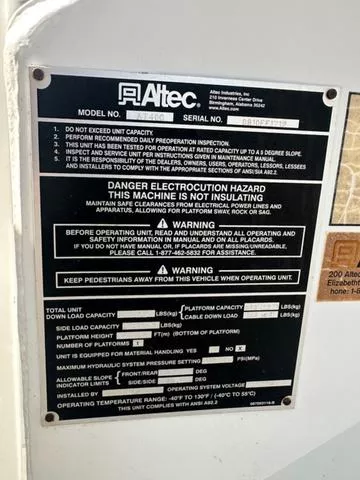 Altec
Altec Industries, Inc
210 Inverness Center Drive
Birmingham, Alabama 35242
www.Altec.com
MODEL NO. AT40C SERIAL NO.
1. DO NOT EXCEED UNIT CAPACITY.
2. PERFORM RECOMMENDED DAILY PREOPERATION INSPECTION.
3. THIS UNIT HAS BEEN TESTED FOR OPERATION AT RATED CAPACITY UP TO A 5 DEGREE SLOPE.
4. INSPECT AND SERVICE UNIT PER INSTRUCTIONS GIVEN IN MAINTENANCE MANUAL.
5. IT IS THE RESPONSIBILITY OF THE DEALERS, OWNERS, USERS, OPERATORS, LESSORS, LESSEES
AND INSTALLERS TO COMPLY WITH THE APPROPRIATE SECTIONS OF ANSI/SIA A92.2.
DANGER ELECTROCUTION HAZARD
THIS MACHINE IS NOT INSULATING
MAINTAIN SAFE CLEARANCES FROM ELECTRICAL POWER LINES AND
APPARATUS, ALLOWING FOR PLATFORM SWAY, ROCK OR SAG.
WARNING
BEFORE OPERATING UNIT, READ AND UNDERSTAND ALL OPERATING AND
SAFETY INFORMATION IN MANUAL AND ON ALL PLACARDS.
IF YOU DO NOT HAVE MANUAL OR, IF PLACARDS ARE MISSING/UNREADABLE,
PLEASE CALL 1-877-462-5832 FOR ASSISTANCE.
WARNING
KEEP PEDESTRIANS AWAY FROM THIS VEHICLE WHEN OPERATING UNIT.
TOTAL UNIT
DOWN LOAD CAPACITY LBS(kg) PLATFORM CAPACITY LBS(kg)
CABLE DOWN LOAD LBS(kg)
SIDE LOAD CAPACITY LBS(kg)
PLATFORM HEIGHT FT(m) (BOTTOM OF PLATFORM)
NUMBER OF PLATFORMS 1
UNIT IS EQUIPPED FOR MATERIAL HANDLING YES NO X
MAXIMUM HYDRAULIC SYSTEM PRESSURE SETTING PSI(MPa)
ALLOWABLE SLOPE FRONT/REAR DEG
INDICATOR LIMITS SIDE/SIDE DEG
INSTALLED BY OPERATING SYSTEM VOLTAGE
OPERATING TEMPERATURE RANGE: -40°F TO 130°F / (-40°C TO 55°C)
THIS UNIT COMPLIES WITH ANSI A92.2
A
200 Altec
Elizabetht
hone: 1-8